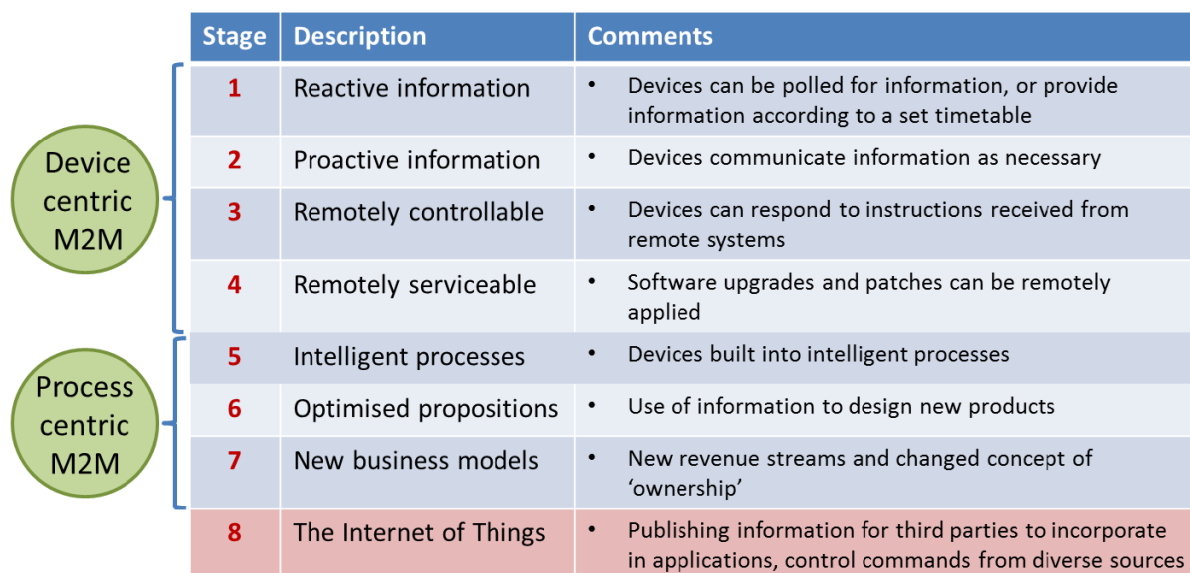 Stage Description Comments
Device
centric
M2M
1 Reactive information • Devices can be polled for information, or provide
information according to a set timetable
2 Proactive information • Devices communicate information as necessary
3 Remotely controllable • Devices can respond to instructions received from
remote systems
4 Remotely serviceable • Software upgrades and patches can be remotely
applied
Process
centric
M2M
5 Intelligent processes • Devices built into intelligent processes
6 Optimised propositions • Use of information to design new products
7 New business models • New revenue streams and changed concept of
‘ownership’
8 The Internet of Things • Publishing information for third parties to incorporate
in applications, control commands from diverse sources